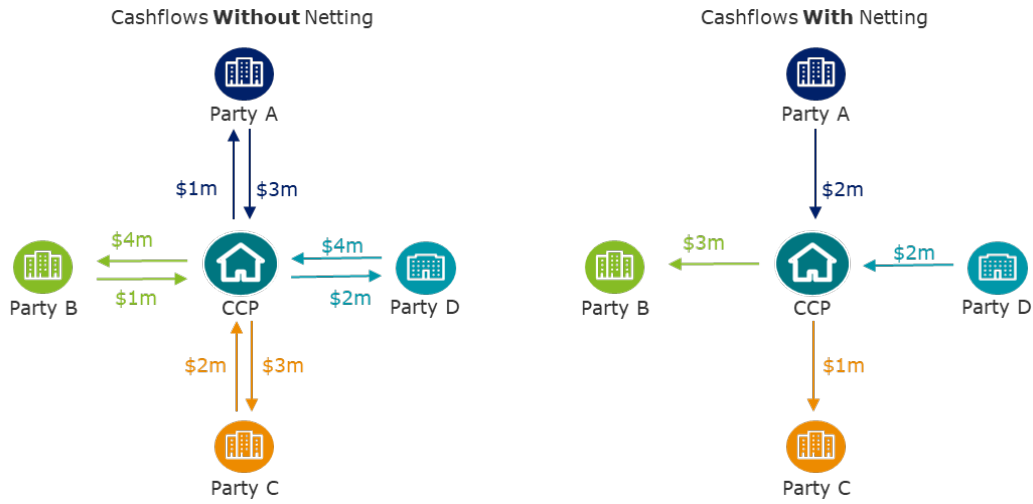 Cashflows Without Netting
Party A
$1m
$3m
$4m
$4m
$1m
$2m
Party B
CCP
Party D
$2m
$3m
Party C
Cashflows With Netting
Party A
$2m
$3m
$2m
Party B
CCP
Party D
$1m
Party C